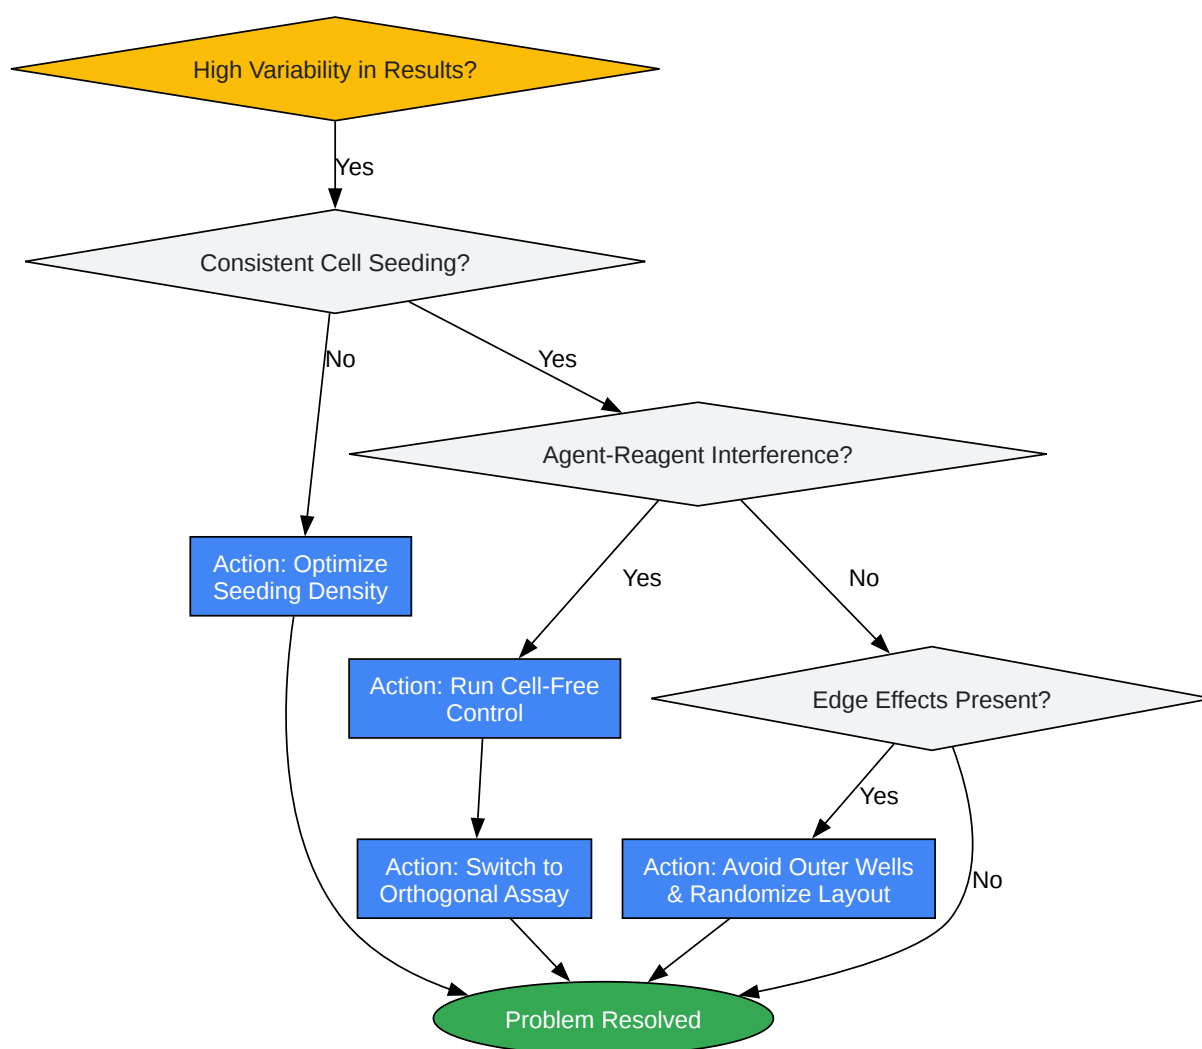 High Variability in Results?
Yes
Consistent Cell Seeding?
No
Yes
Agent-Reagent Interference?
Action: Optimize
Seeding Density
Yes
No
Action: Run Cell-Free
Control
Edge Effects Present?
Yes
Action: Switch to
Orthogonal Assay
Action: Avoid Outer Wells
& Randomize Layout
No
Problem Resolved